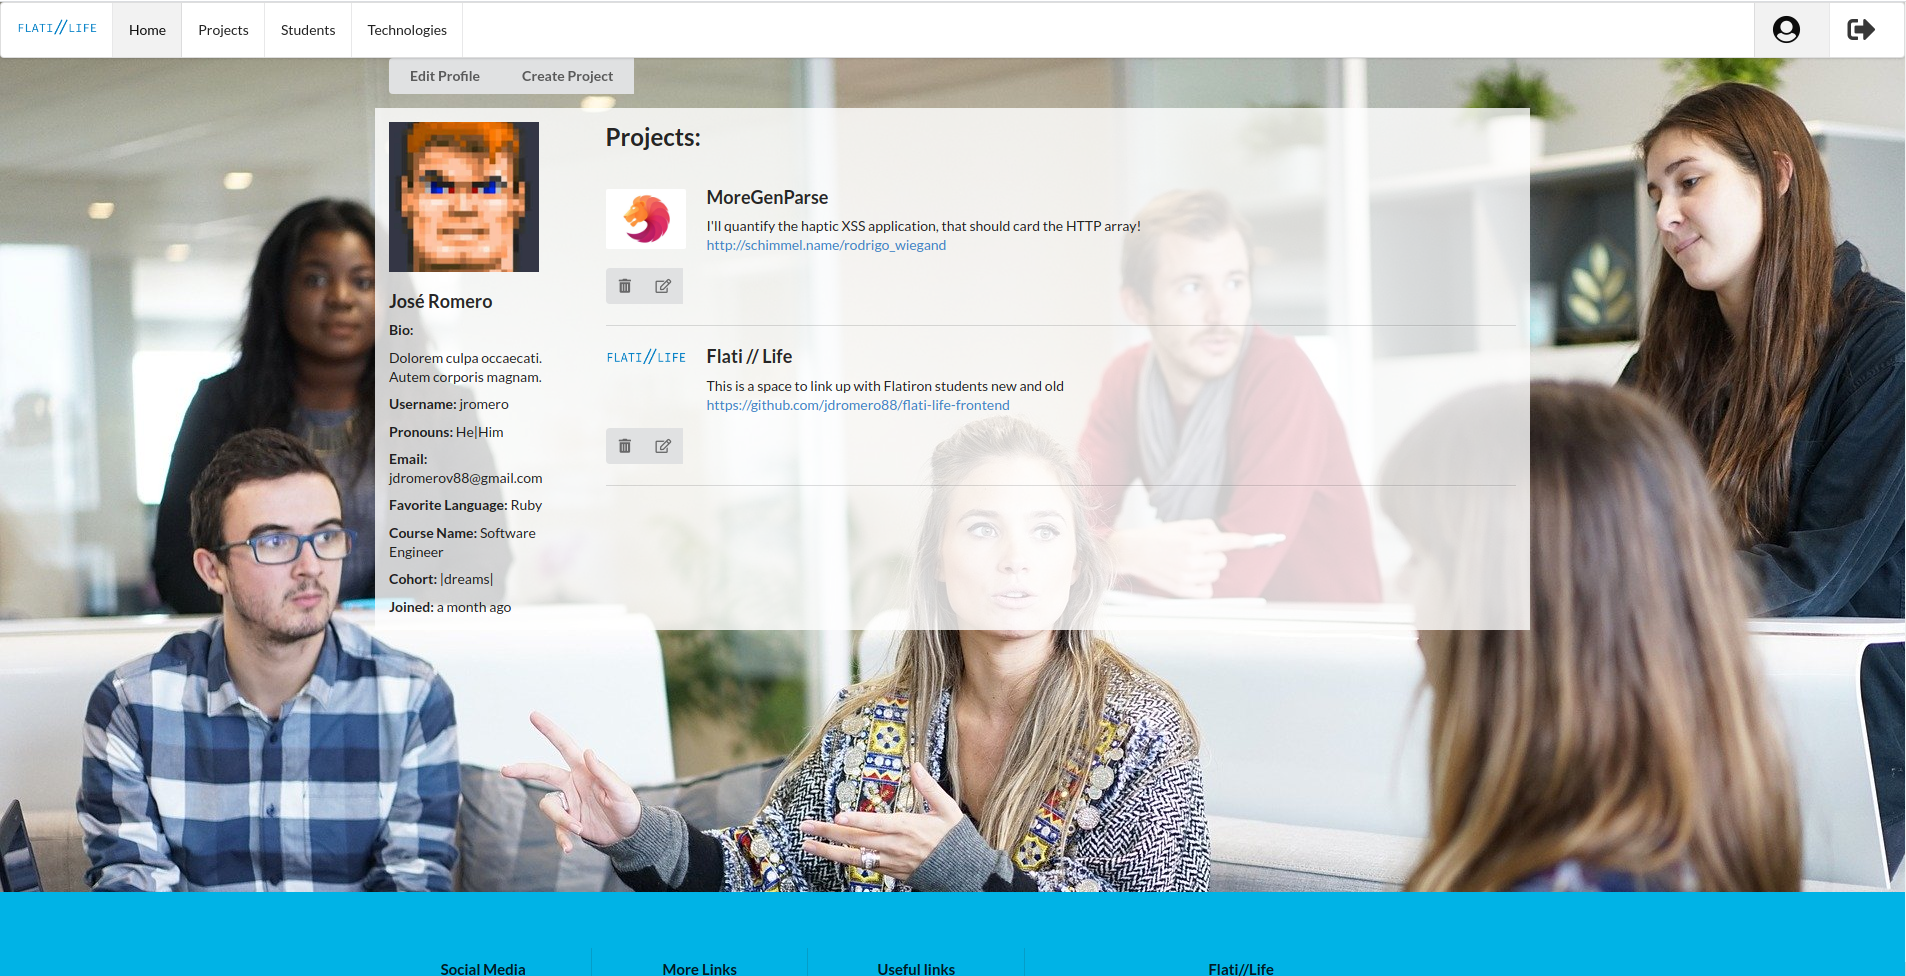 FLATI//LIFE
Home
Projects
Students
Technologies
Edit Profile
Create Project
José Romero
Bio:
Dolorem culpa occaecati.
Autem corporis magnam.
Username: jromero
Pronouns: He|Him
Email:
jdromerov88@gmail.com
Favorite Language: Ruby
Course Name: Software
Engineer
Cohort: |dreams|
Joined: a month ago
Projects:
MoreGenParse
I'll quantify the haptic XSS application, that should card the HTTP array!
http://schimmel.name/rodrigo_wiegand
FLATI//LIFE
Flati // Life
This is a space to link up with Flatiron students new and old
https://github.com/jdromero88/flati-life-frontend
Social Media
More Links
Useful links
Flati//Life